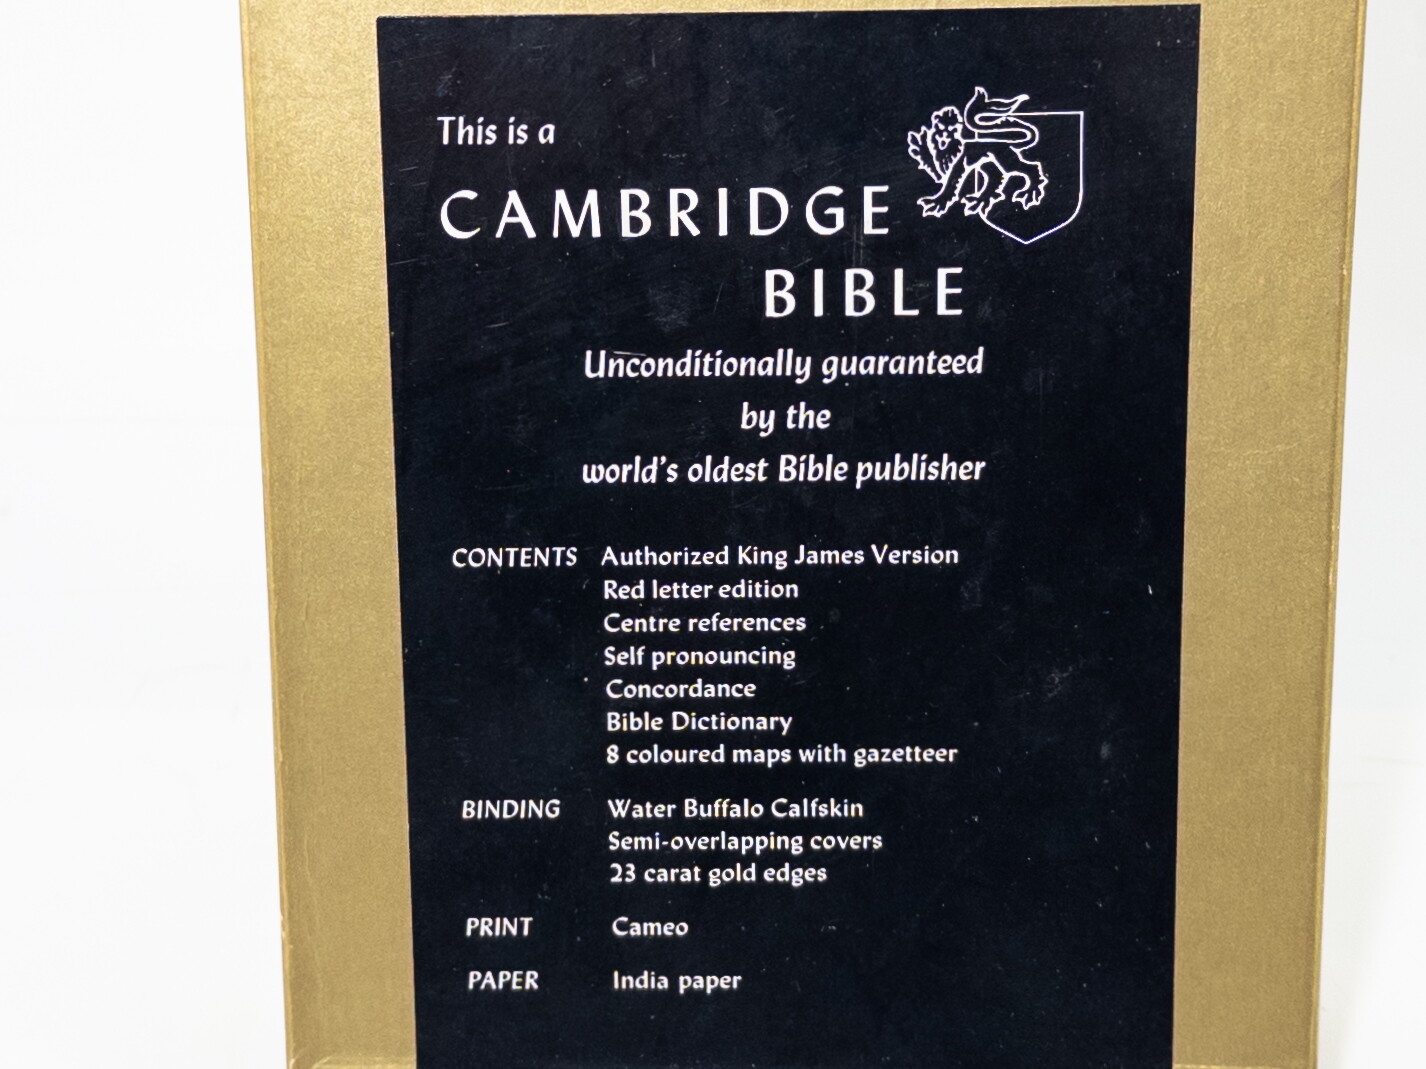 This is a
CAMBRIDGE
BIBLE
Unconditionally guaranteed
by the
world's oldest Bible publisher
CONTENTS Authorized King James Version
Red letter edition
Centre references
Self pronouncing
Concordance
Bible Dictionary
8 coloured maps with gazetteer
BINDING Water Buffalo Calfskin
Semi-overlapping covers
23 carat gold edges
PRINT Cameo
PAPER India paper